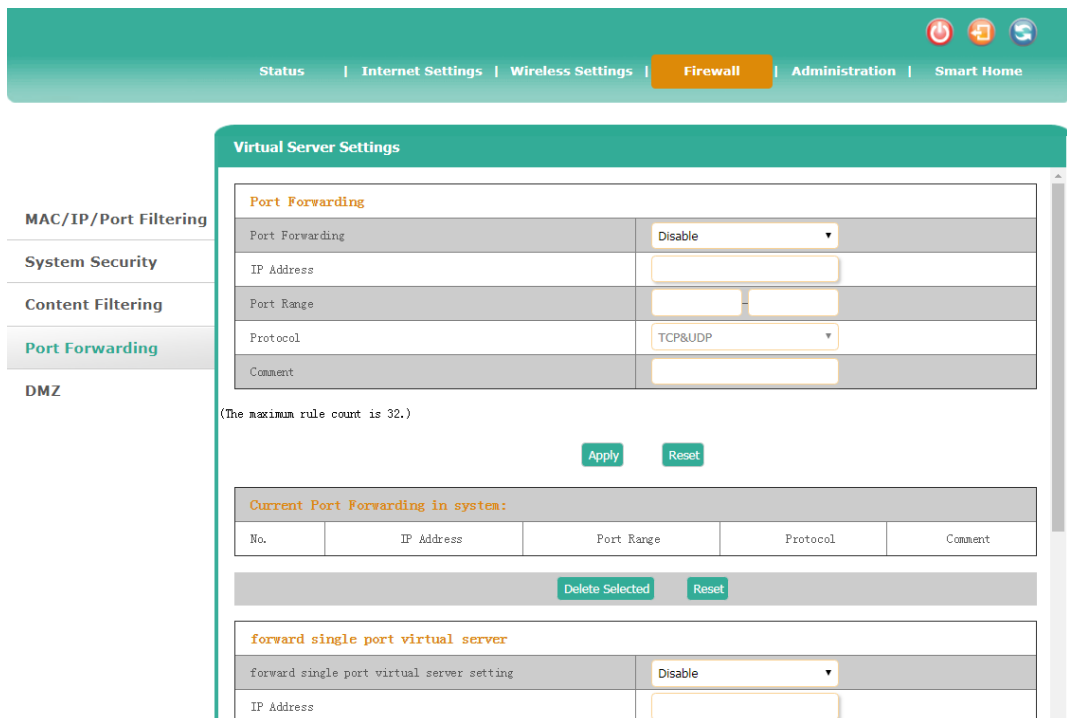 Status | Internet Settings | Wireless Settings | Firewall | Administration | Smart Home
Virtual Server Settings
MAC/IP/Port Filtering
System Security
Content Filtering
Port Forwarding
DMZ
Port Forwarding
Port Forwarding Disable
IP Address
Port Range -
Protocol TCP&UDP
Comment
(The maximum rule count is 32.)
Apply Reset
Current Port Forwarding in system:
No. IP Address Port Range Protocol Comment
Delete Selected Reset
forward single port virtual server
forward single port virtual server setting Disable
IP Address